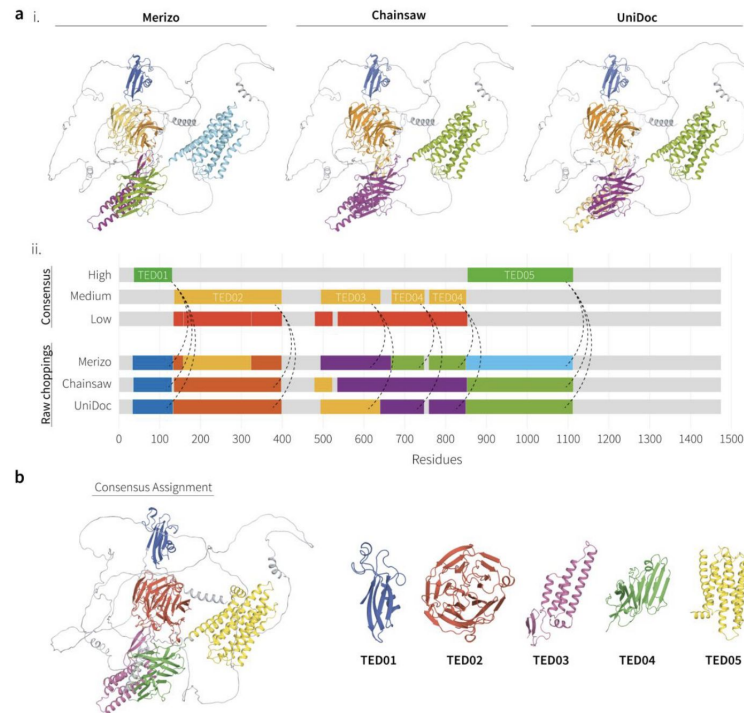 a i.
Merizo
Chainsaw
UniDoc
ii.
Consensus
High
TED01
TED05
Medium
TED02
TED03
TED04
TED04
Low
Raw choppings
Merizo
Chainsaw
UniDoc
0 100 200 300 400 500 600 700 800 900 1000 1100 1200 1300 1400 1500
Residues
b
Consensus Assignment
TED01 TED02 TED03 TED04 TED05